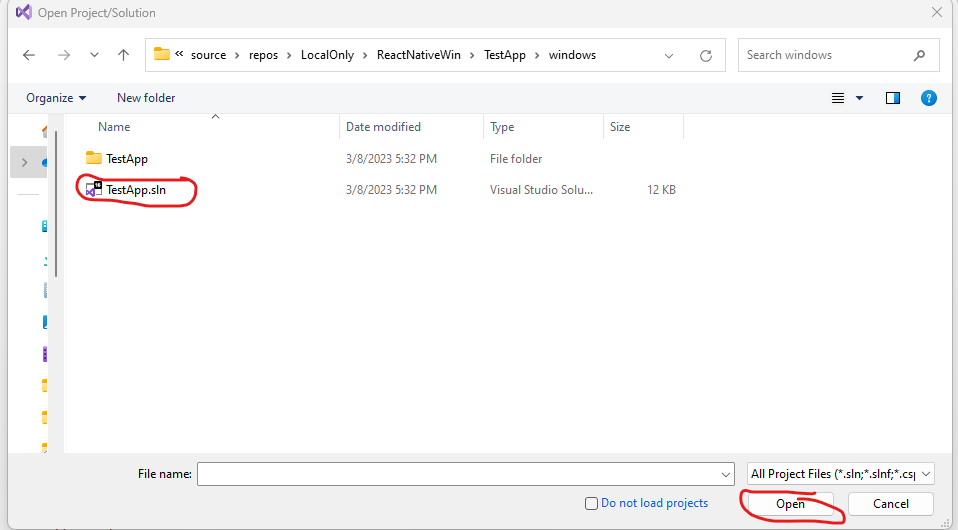 Open Project/Solution
« source › repos › LocalOnly › ReactNativeWin › TestApp › windows
Search windows
Organize
New folder
?
Name
Date modified
Type
Size
TestApp
3/8/2023 5:32 PM
File folder
TestApp.sln
3/8/2023 5:32 PM
Visual Studio Solu...
12 KB
File name:
All Project Files (*.sln;*.slnf;*.csp
Do not load projects
Open
Cancel